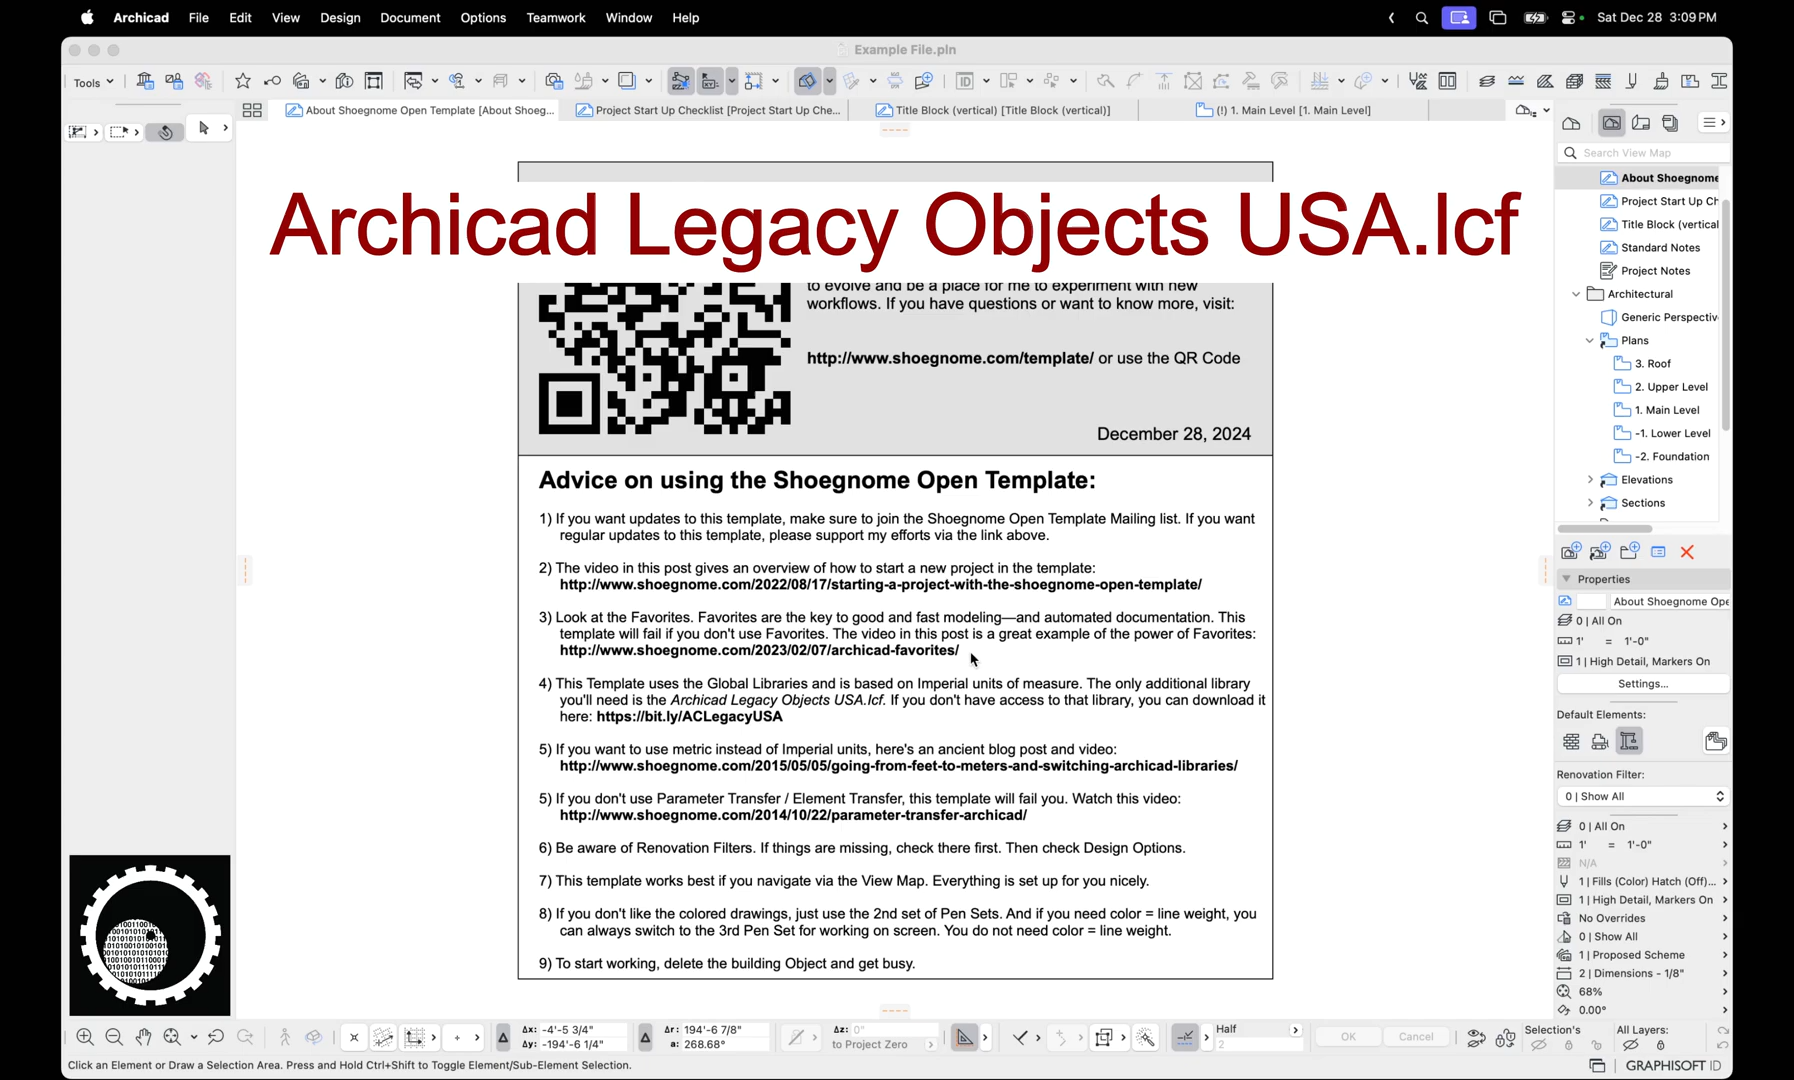 Archicad File Edit View Design Document Options Teamwork Window Help
Sat Dec 28 3:09 PM
Example File.pln
Tools
About Shoegnome Open Template [About Shoeg...
Project Start Up Checklist [Project Start Up Che...
Title Block (vertical) [Title Block (vertical)]
(!) 1. Main Level [1. Main Level]
Archicad Legacy Objects USA.lcf
to evolve and be a place for me to experiment with new
workflows. If you have questions or want to know more, visit:
http://www.shoegnome.com/template/ or use the QR Code
December 28, 2024
Advice on using the Shoegnome Open Template:
1) If you want updates to this template, make sure to join the Shoegnome Open Template Mailing list. If you want
regular updates to this template, please support my efforts via the link above.
2) The video in this post gives an overview of how to start a new project in the template:
http://www.shoegnome.com/2022/08/17/starting-a-project-with-the-shoegnome-open-template/
3) Look at the Favorites. Favorites are the key to good and fast modeling—and automated documentation. This
template will fail if you don't use Favorites. The video in this post is a great example of the power of Favorites:
http://www.shoegnome.com/2023/02/07/archicad-favorites/
4) This Template uses the Global Libraries and is based on Imperial units of measure. The only additional library
you'll need is the Archicad Legacy Objects USA.lcf. If you don't have access to that library, you can download it
here: https://bit.ly/ACLegacyUSA
5) If you want to use metric instead of Imperial units, here's an ancient blog post and video:
http://www.shoegnome.com/2015/05/05/going-from-feet-to-meters-and-switching-archicad-libraries/
5) If you don't use Parameter Transfer / Element Transfer, this template will fail you. Watch this video:
http://www.shoegnome.com/2014/10/22/parameter-transfer-archicad/
6) Be aware of Renovation Filters. If things are missing, check there first. Then check Design Options.
7) This template works best if you navigate via the View Map. Everything is set up for you nicely.
8) If you don't like the colored drawings, just use the 2nd set of Pen Sets. And if you need color = line weight, you
can always switch to the 3rd Pen Set for working on screen. You do not need color = line weight.
9) To start working, delete the building Object and get busy.
Search View Map
About Shoegnome
Project Start Up Ch
Title Block (vertical
Standard Notes
Project Notes
Architectural
Generic Perspectiv
Plans
3. Roof
2. Upper Level
1. Main Level
-1. Lower Level
-2. Foundation
Elevations
Sections
Properties
About Shoegnome Ope
0 | All On
1' = 1'-0"
1 | High Detail, Markers On
Settings...
Default Elements:
Renovation Filter:
0 | Show All
0 | All On
1' = 1'-0"
N/A
1 | Fills (Color) Hatch (Off)...
1 | High Detail, Markers On
No Overrides
0 | Show All
1 | Proposed Scheme
2 | Dimensions - 1/8"
68%
0.00°
Δx: -4'-5 3/4"
Δy: -194'-6 1/4"
Δr: 194'-6 7/8"
a: 268.68°
Δz: 0"
to Project Zero
Half
2
OK
Cancel
Selection's
All Layers:
Click an Element or Draw a Selection Area. Press and Hold Ctrl+Shift to Toggle Element/Sub-Element Selection.
GRAPHISOFT ID